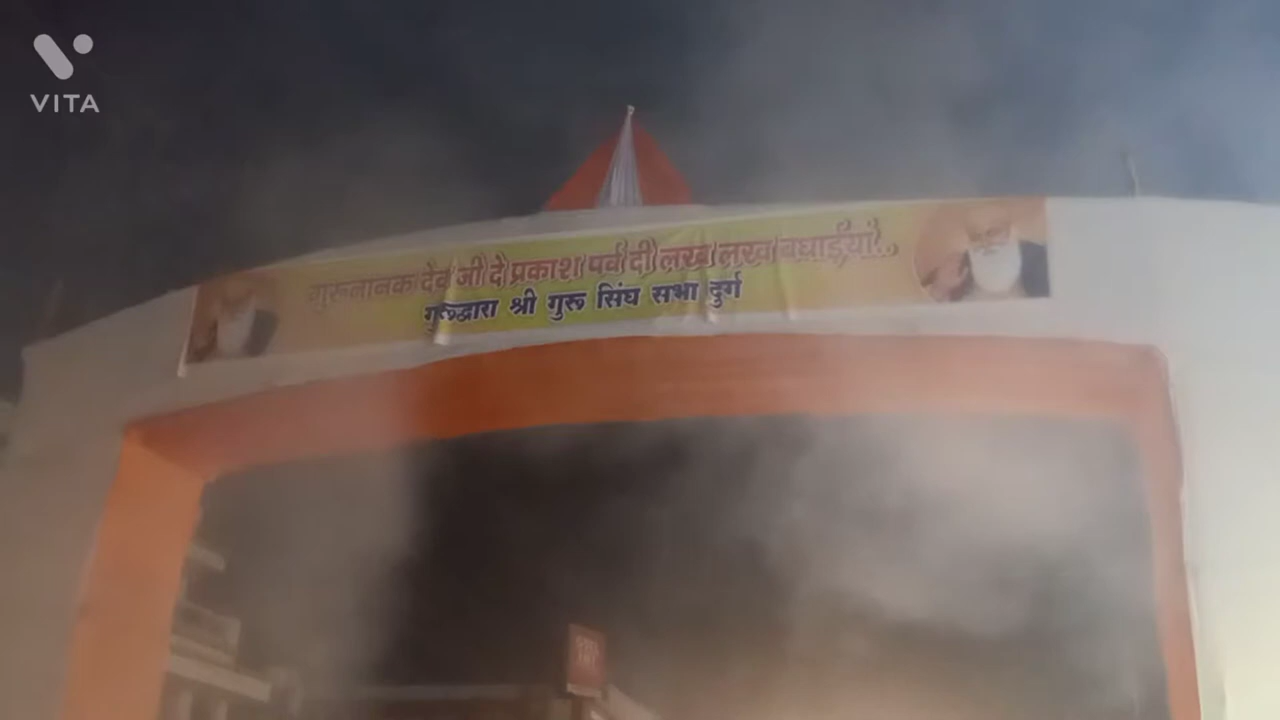 VITA
गुरूनानक देव जी दे प्रकाश पर्व दी लख लख बधाईयां..
गुरुद्वारा श्री गुरू सिंघ सभा दुर्ग